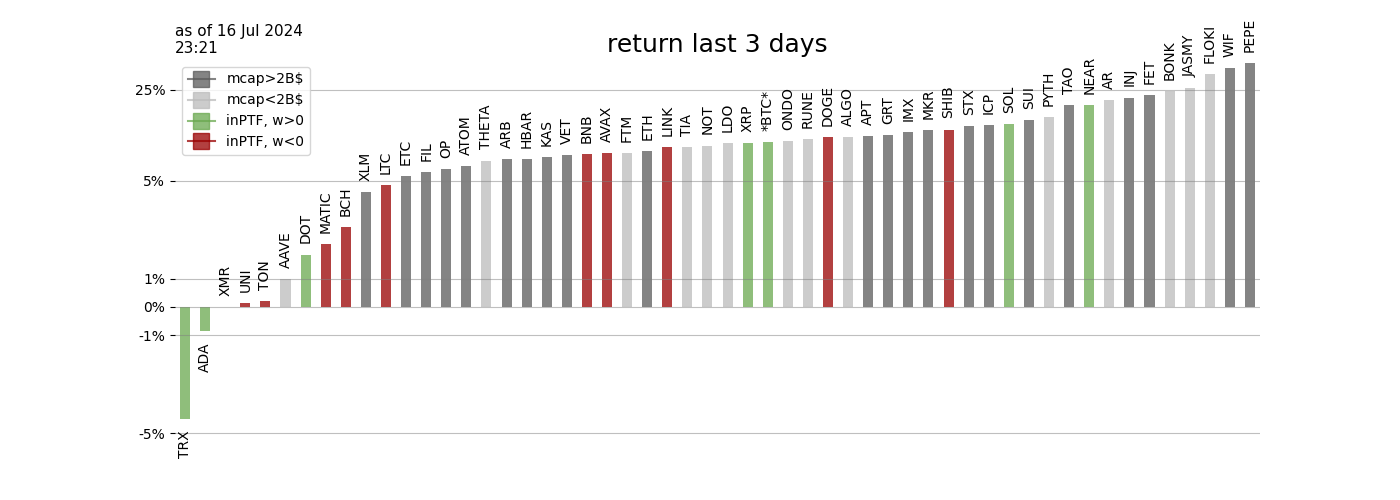 as of 16 Jul 2024
23:21
return last 3 days
mcap>2B$
mcap<2B$
inPTF, w>0
inPTF, w<0
25%
5%
1%
0%
-1%
-5%
TRX
ADA
XMR
UNI
TON
AAVE
DOT
MATIC
BCH
XLM
LTC
ETC
FIL
OP
ATOM
THETA
ARB
HBAR
KAS
VET
BNB
AVAX
FTM
ETH
LINK
TIA
NOT
LDO
XRP
*BTC*
ONDO
RUNE
DOGE
ALGO
APT
GRT
IMX
MKR
SHIB
STX
ICP
SOL
SUI
PYTH
TAO
NEAR
AR
INJ
FET
BONK
JASMY
FLOKI
WIF
PEPE